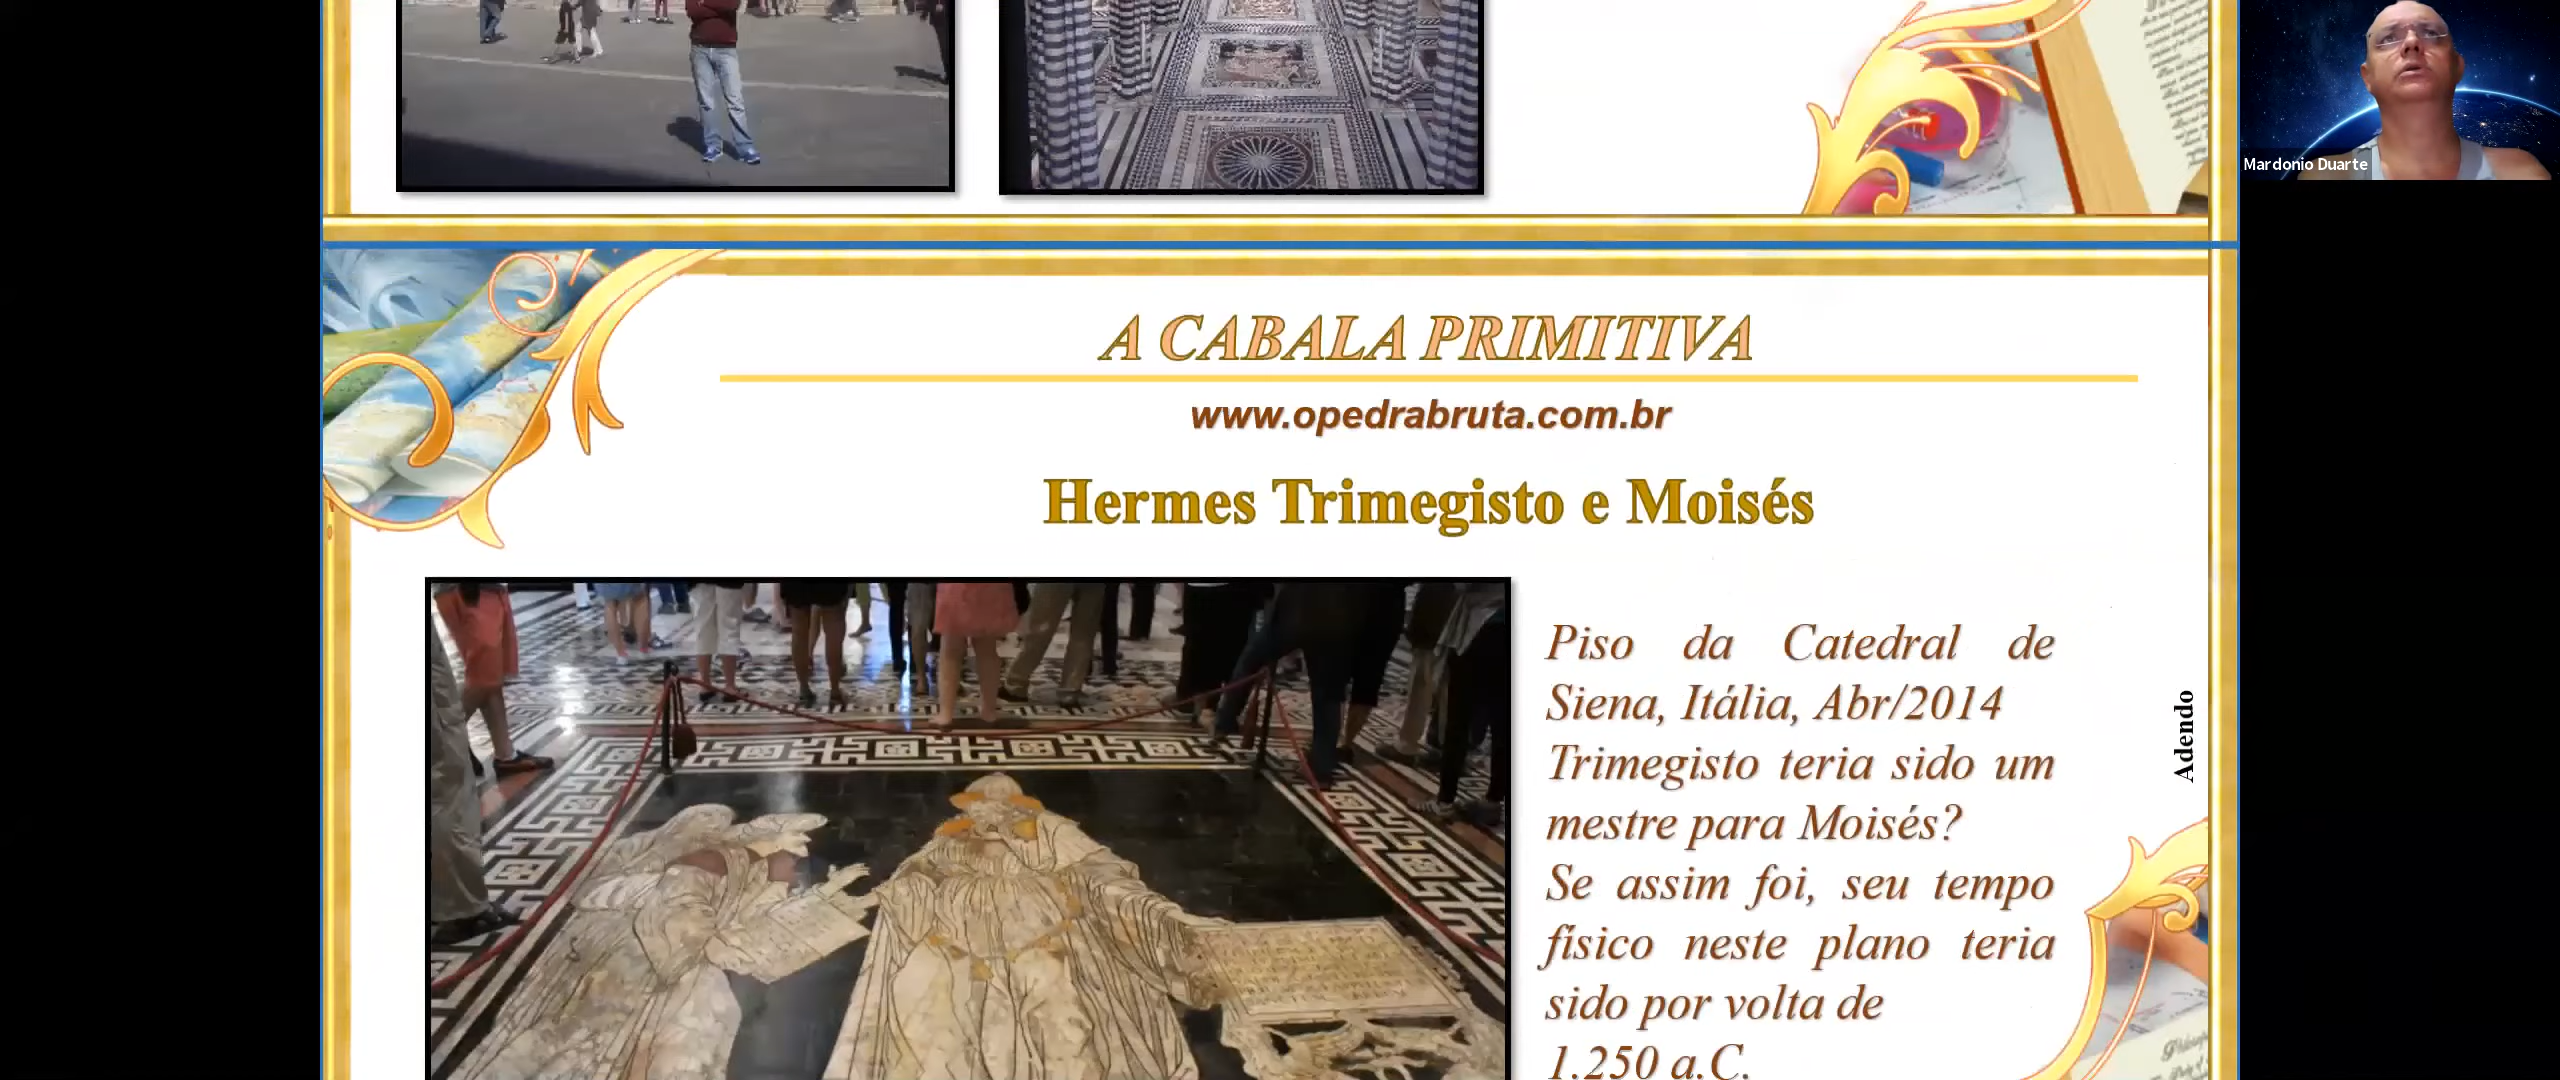 Mardonio Duarte
A CABALA PRIMITIVA
www.opedrabruta.com.br
Hermes Trimegisto e Moisés
Piso da Catedral de
Siena, Itália, Abr/2014
Trimegisto teria sido um
mestre para Moisés?
Se assim foi, seu tempo
físico neste plano teria
sido por volta de
1.250 a.C.
Adendo